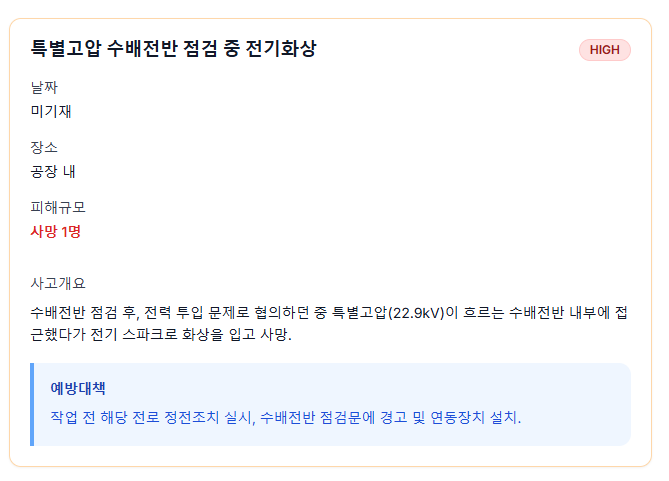 특별고압 수배전반 점검 중 전기화상
HIGH
날짜
미기재
장소
공장 내
피해규모
사망 1명
사고개요
수배전반 점검 후, 전력 투입 문제로 협의하던 중 특별고압(22.9kV)이 흐르는 수배전반 내부에 접
근했다가 전기 스파크로 화상을 입고 사망.
예방대책
작업 전 해당 전로 정전조치 실시, 수배전반 점검문에 경고 및 연동장치 설치.